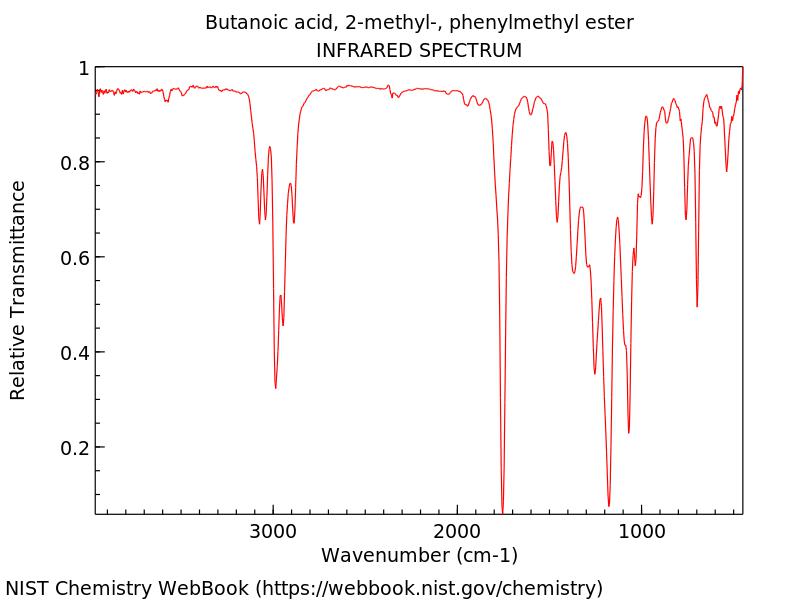 Butanoic acid, 2-methyl-, phenylmethyl ester
INFRARED SPECTRUM
1
0.8
0.6
0.4
0.2
Relative Transmittance
3000 2000 1000
Wavenumber (cm-1)
NIST Chemistry WebBook (https://webbook.nist.gov/chemistry)